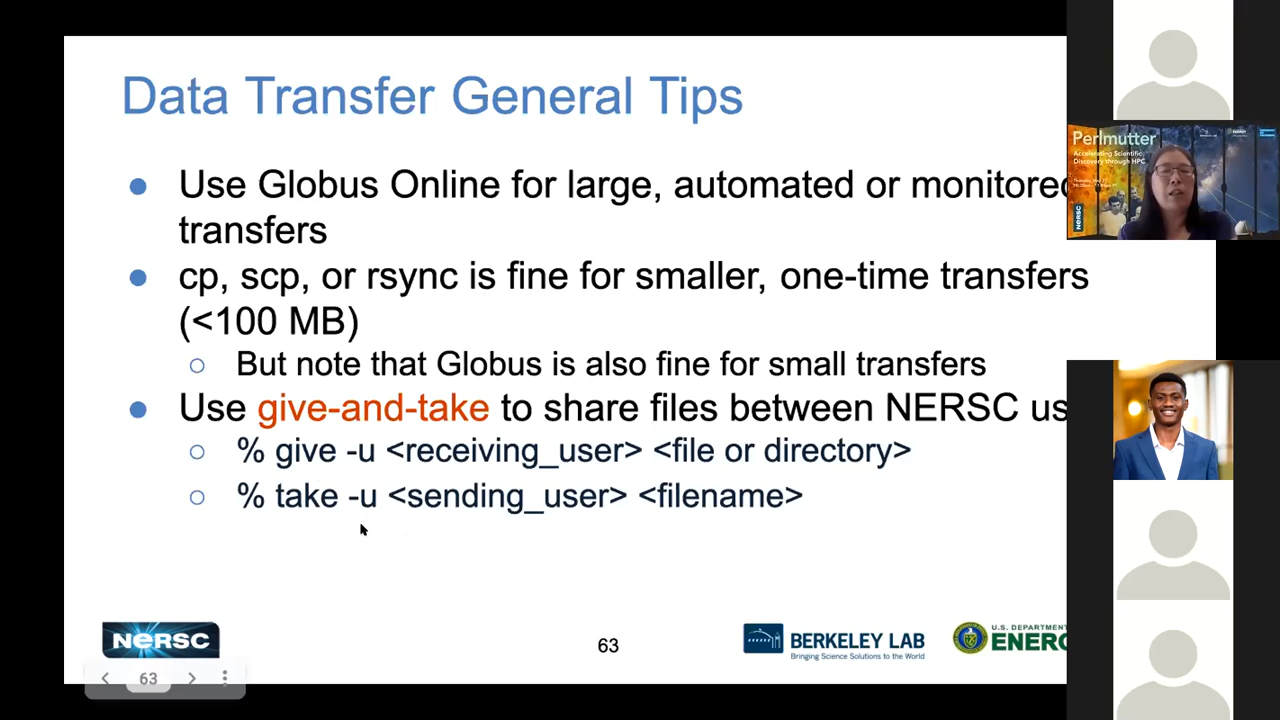 Data Transfer General Tips
Use Globus Online for large, automated or monitored
transfers
cp, scp, or rsync is fine for smaller, one-time transfers
(<100 MB)
But note that Globus is also fine for small transfers
Use give-and-take to share files between NERSC us
% give -u <receiving_user> <file or directory>
% take -u <sending_user> <filename>
NERSC
63
BERKELEY LAB
Bringing Science Solutions to the World
U.S. DEPARTMENT
ENERG
63
Perlmutter
Accelerating Scientific
Discovery through HPC
NERSC